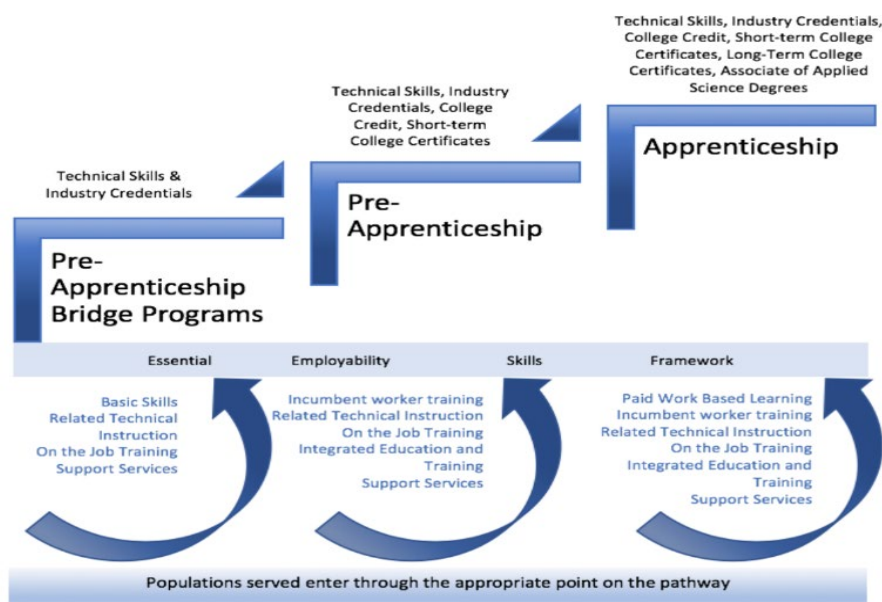 Technical Skills, Industry Credentials,
College Credit, Short-term College
Certificates, Long-Term College
Certificates, Associate of Applied
Science Degrees
Apprenticeship
Technical Skills, Industry
Credentials, College
Credit, Short-term
College Certificates
Pre-
Apprenticeship
Technical Skills &
Industry Credentials
Pre-
Apprenticeship
Bridge Programs
Essential Employability Skills Framework
Basic Skills
Related Technical
Instruction
On the Job Training
Support Services
Incumbent worker training
Related Technical Instruction
On the Job Training
Integrated Education and
Training
Support Services
Paid Work Based Learning
Incumbent worker training
Related Technical Instruction
On the Job Training
Integrated Education and
Training
Support Services
Populations served enter through the appropriate point on the pathway